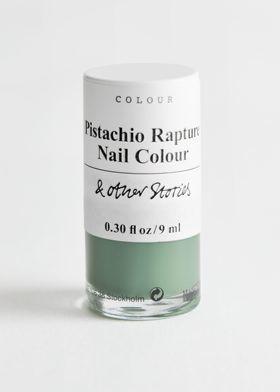 COLOUR
Pistachio Rapture
Nail Colour
& other Stories
0.30 fl oz/9 ml
Stockholm